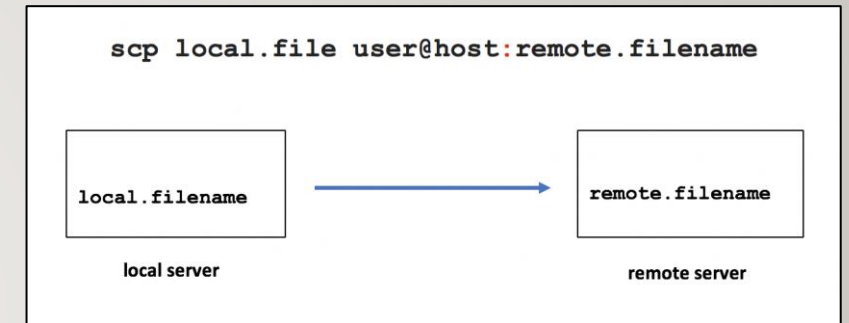 scp local.file user@host:remote.filename
local.filename
remote.filename
local server
remote server